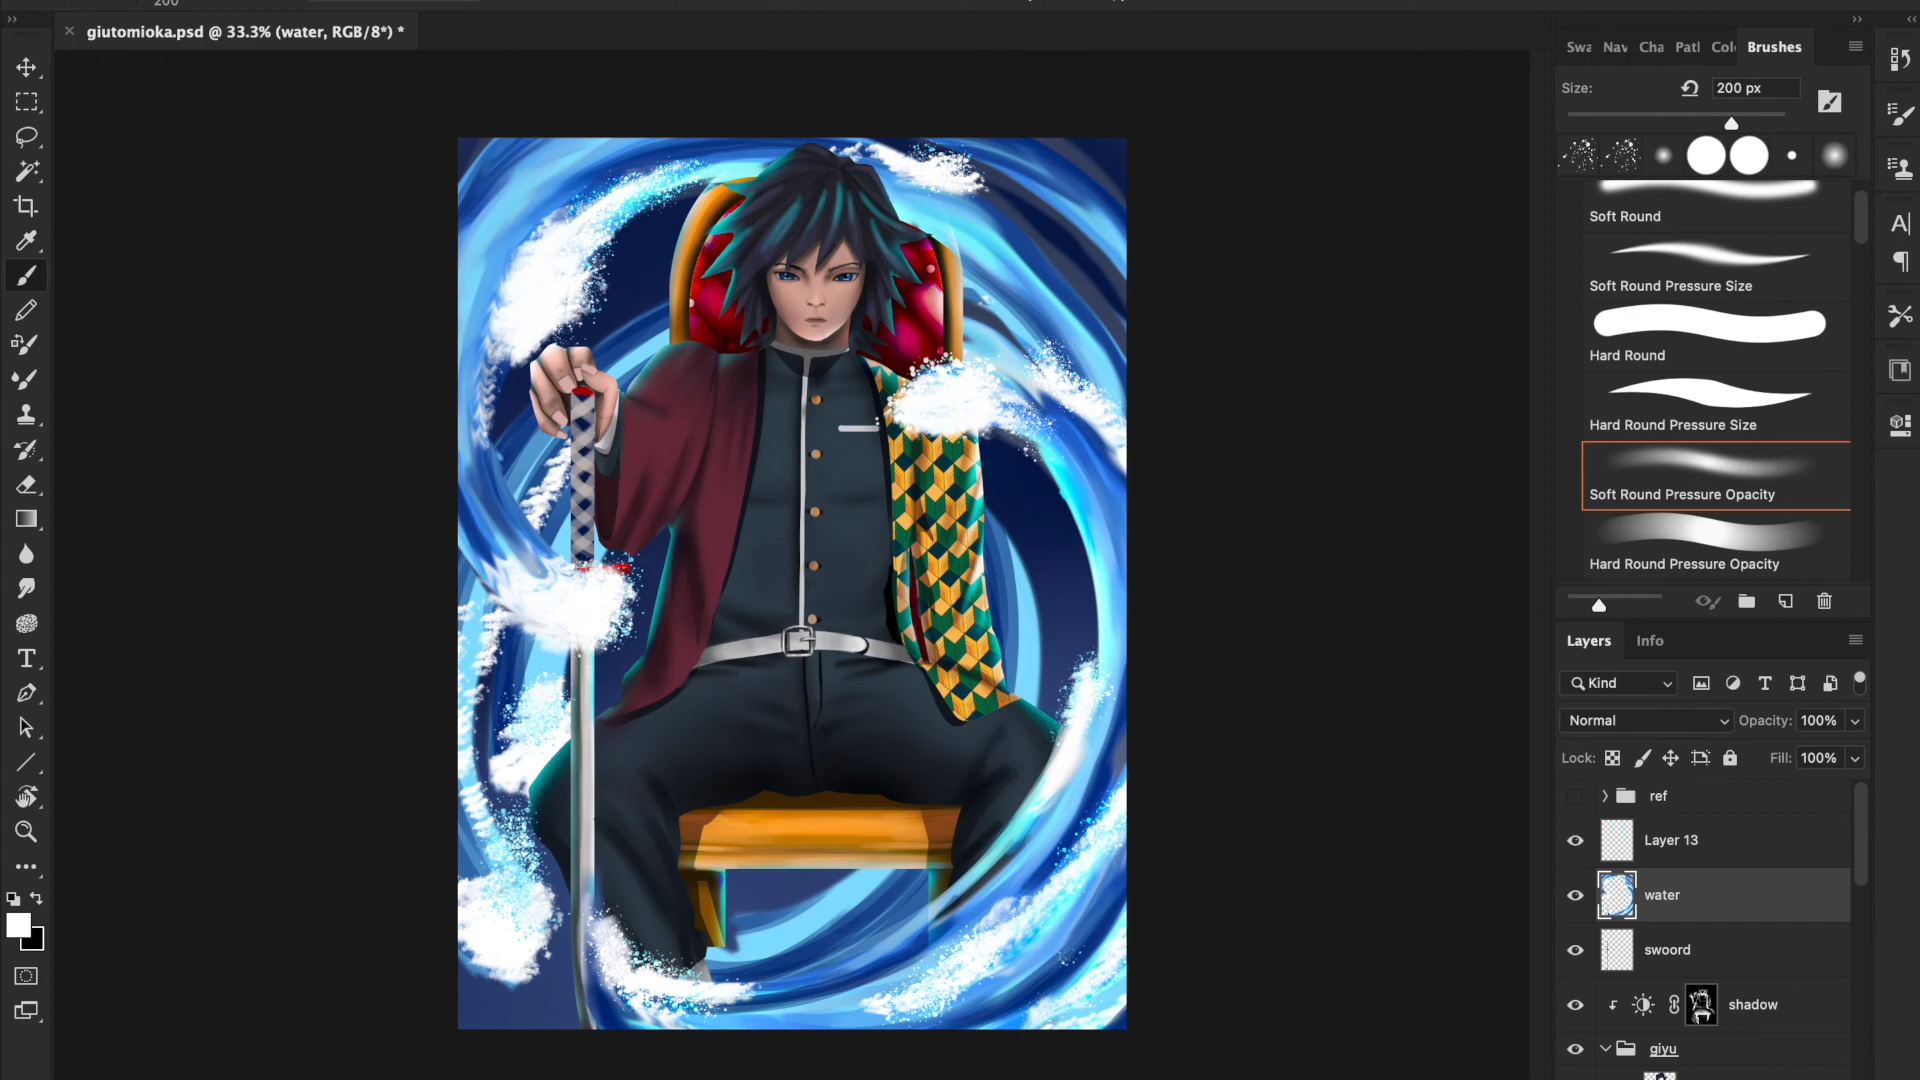 200
giutomioka.psd @ 33.3% (water, RGB/8*) *
Swa Nav Cha Patl Col Brushes
Size: 200 px
Soft Round
Soft Round Pressure Size
Hard Round
Hard Round Pressure Size
Soft Round Pressure Opacity
Hard Round Pressure Opacity
Layers Info
Kind
Normal Opacity: 100%
Lock: Fill: 100%
ref
Layer 13
water
swoord
shadow
giyu